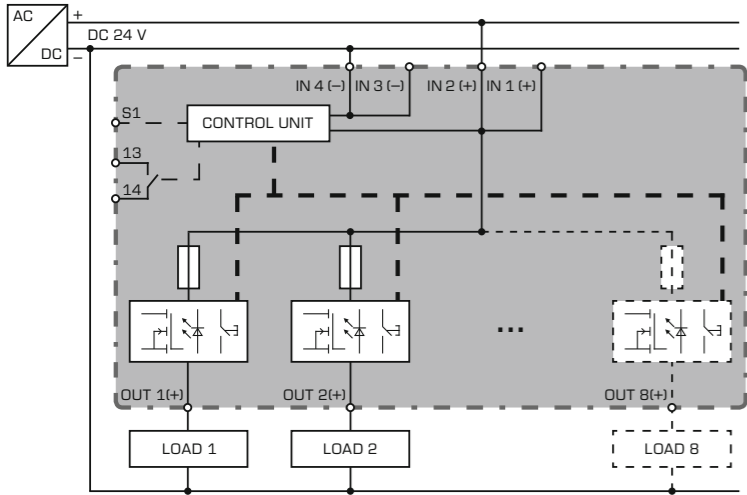 AC
+
DC 24 V
DC
−
IN 4 (−) IN 3 (−) IN 2 (+) IN 1 (+)
S1
CONTROL UNIT
13
14
...
OUT 1(+) OUT 2(+) OUT 8(+)
LOAD 1 LOAD 2 LOAD 8